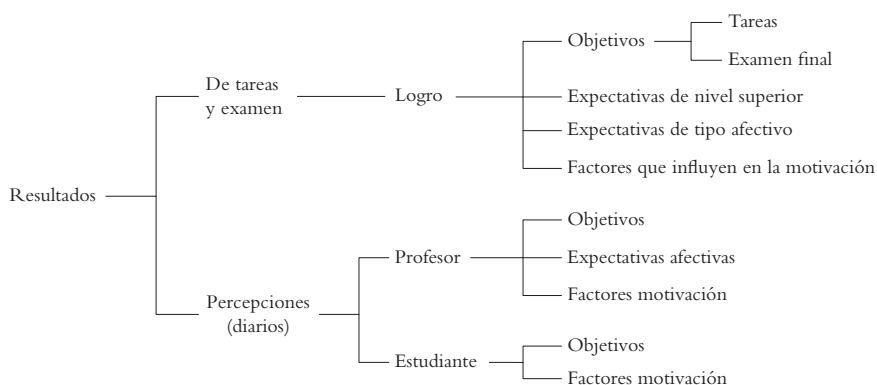 Resultados
De tareas
y examen
Logro
Objetivos
Tareas
Examen final
Expectativas de nivel superior
Expectativas de tipo afectivo
Factores que influyen en la motivación
Percepciones
(diarios)
Profesor
Objetivos
Expectativas afectivas
Factores motivación
Estudiante
Objetivos
Factores motivación